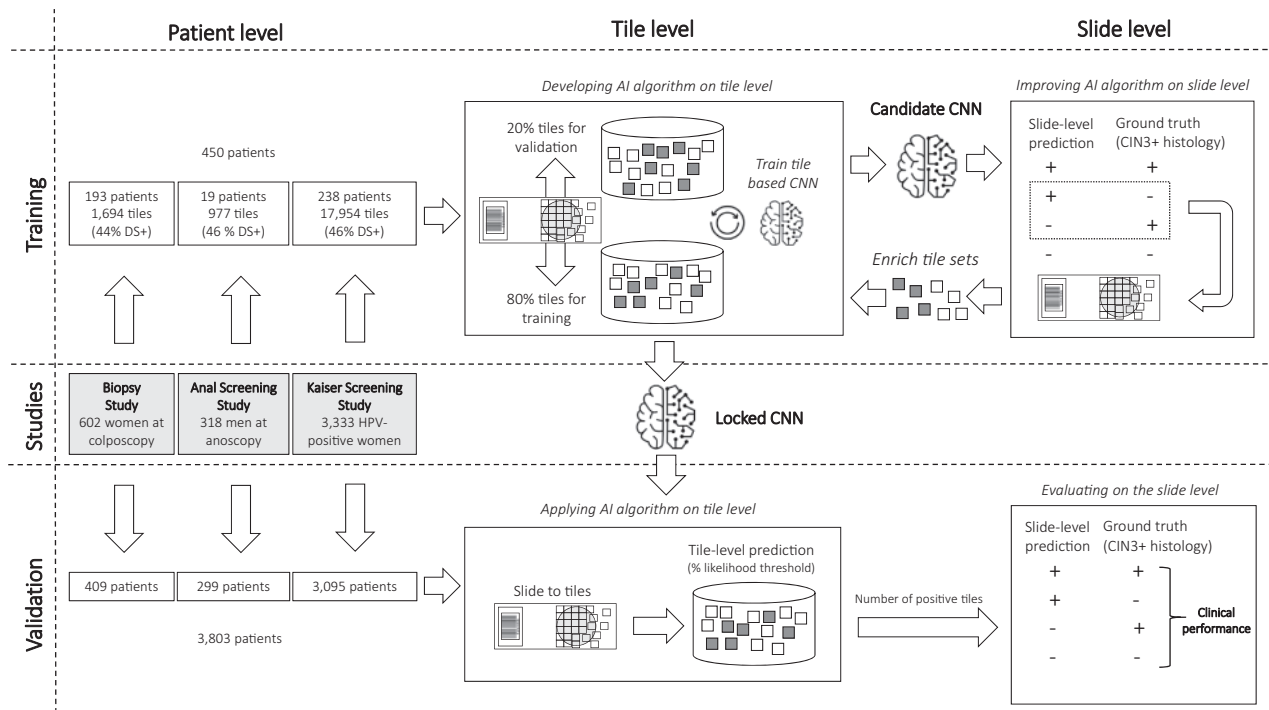 Patient level
Tile level
Slide level
Training
450 patients
193 patients
1,694 tiles
(44% DS+)
19 patients
977 tiles
(46 % DS+)
238 patients
17,954 tiles
(46% DS+)
Developing AI algorithm on tile level
20% tiles for
validation
80% tiles for
training
Train tile
based CNN
Candidate CNN
Enrich tile sets
Improving AI algorithm on slide level
Slide-level
prediction
Ground truth
(CIN3+ histology)
+ +
+ -
- +
- -
Studies
Biopsy
Study
602 women at
colposcopy
Anal Screening
Study
318 men at
anoscopy
Kaiser Screening
Study
3,333 HPV-
positive women
Locked CNN
Validation
409 patients
299 patients
3,095 patients
3,803 patients
Applying AI algorithm on tile level
Slide to tiles
Tile-level prediction
(% likelihood threshold)
Number of positive tiles
Evaluating on the slide level
Slide-level
prediction
Ground truth
(CIN3+ histology)
+ +
+ -
- +
- -
Clinical
performance